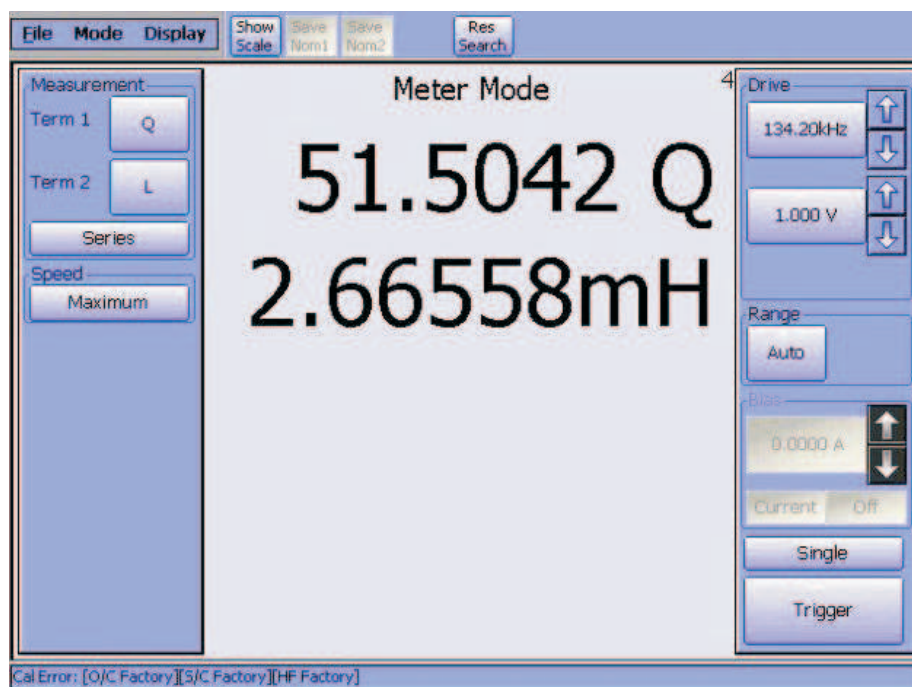 File Mode Display
Show Scale
Save Nom1
Save Nom2
Res Search
Measurement
Term 1 Q
Term 2 L
Series
Speed
Maximum
Meter Mode
4
51.5042 Q
2.66558mH
Drive
134.20kHz
1.000 V
Range
Auto
Bias
0.0000 A
Current Off
Single
Trigger
Cal Error: [O/C Factory][S/C Factory][HF Factory]